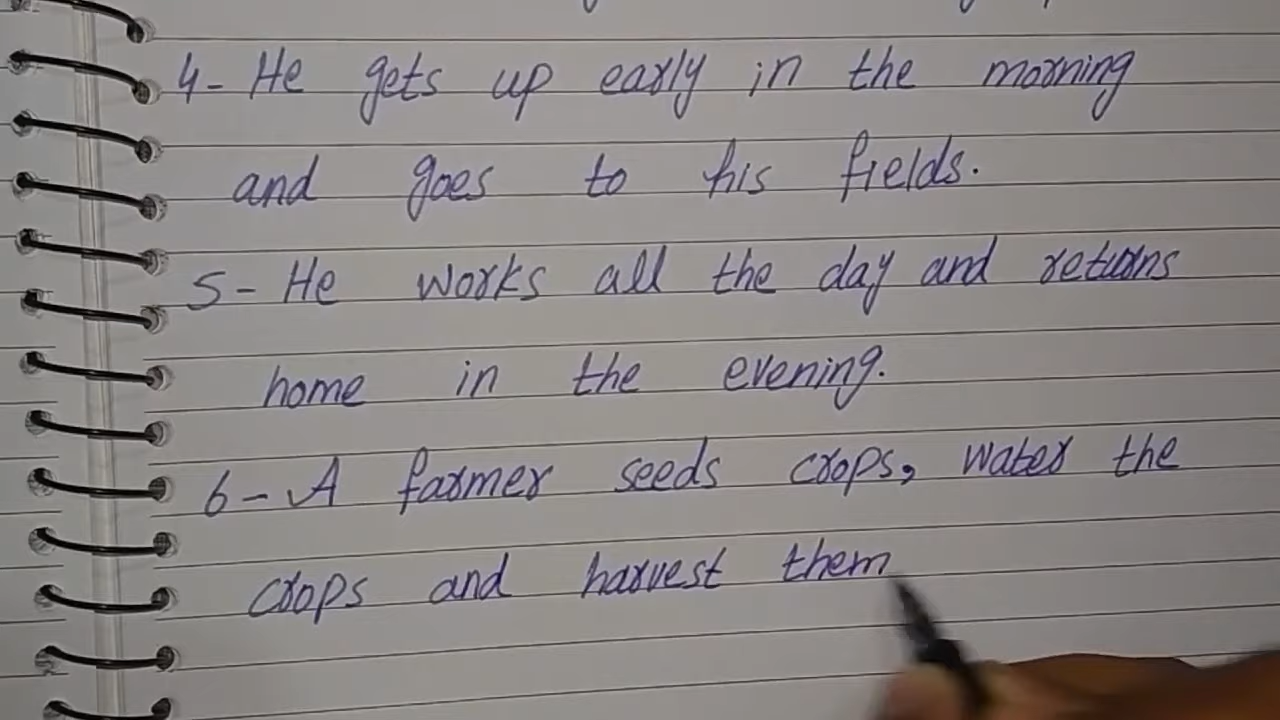 4- He gets up early in the morning
and goes to his fields.
5- He works all the day and returns
home in the evening.
6- A farmer seeds crops, water the
crops and harvest them